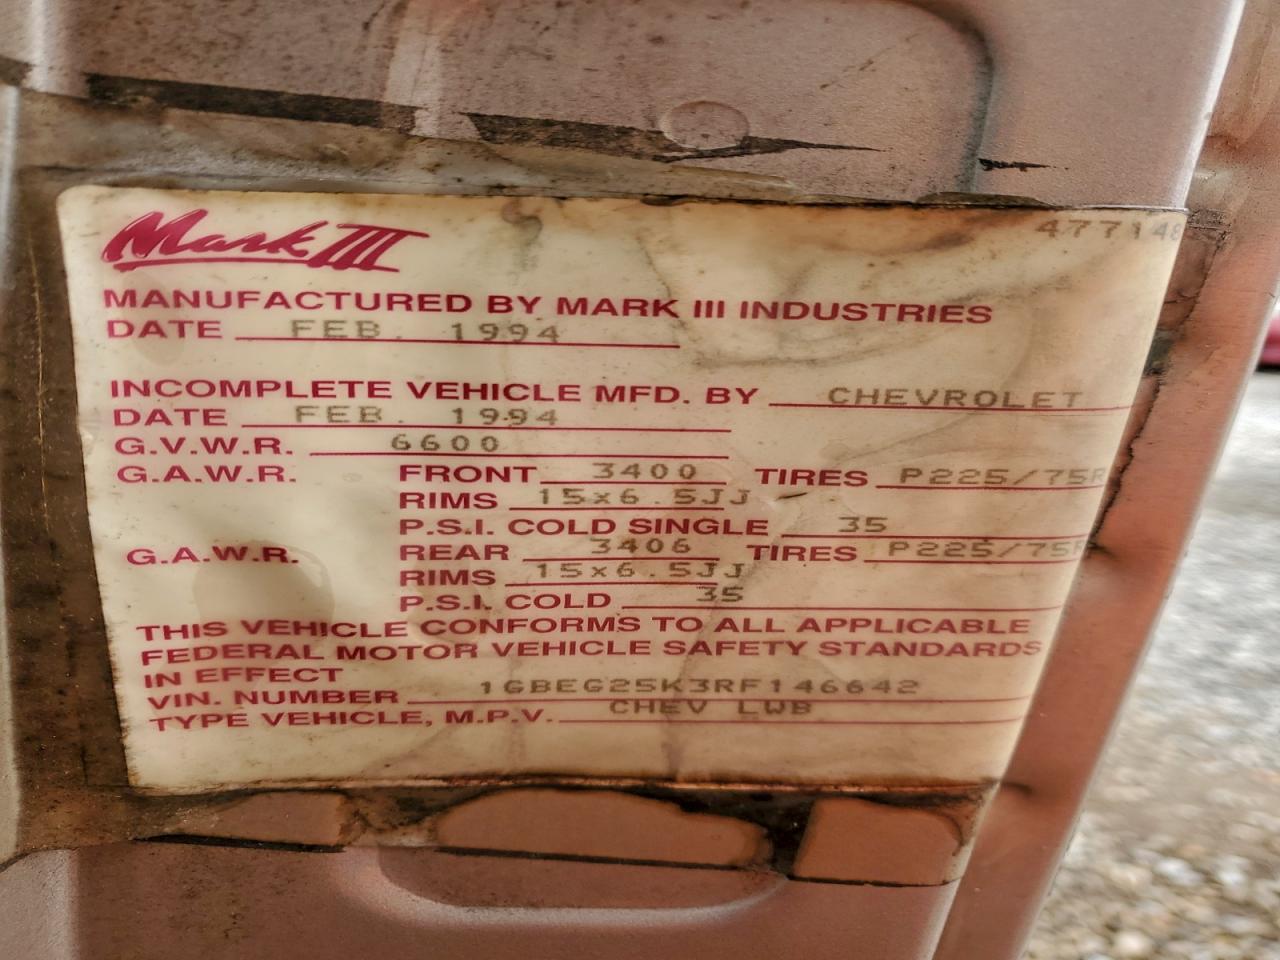 Mark III
477148
MANUFACTURED BY MARK III INDUSTRIES
DATE FEB. 1994
INCOMPLETE VEHICLE MFD. BY CHEVROLET
DATE FEB. 1994
G.V.W.R. 6600
G.A.W.R. FRONT 3400 TIRES P225/75R
RIMS 15x6.5JJ
P.S.I. COLD SINGLE 35
G.A.W.R. REAR 3406 TIRES P225/75R
RIMS 15x6.5JJ
P.S.I. COLD 35
THIS VEHICLE CONFORMS TO ALL APPLICABLE
FEDERAL MOTOR VEHICLE SAFETY STANDARDS
IN EFFECT
VIN. NUMBER 1GBEG25K3RF146642
TYPE VEHICLE, M.P.V. CHEV LWB